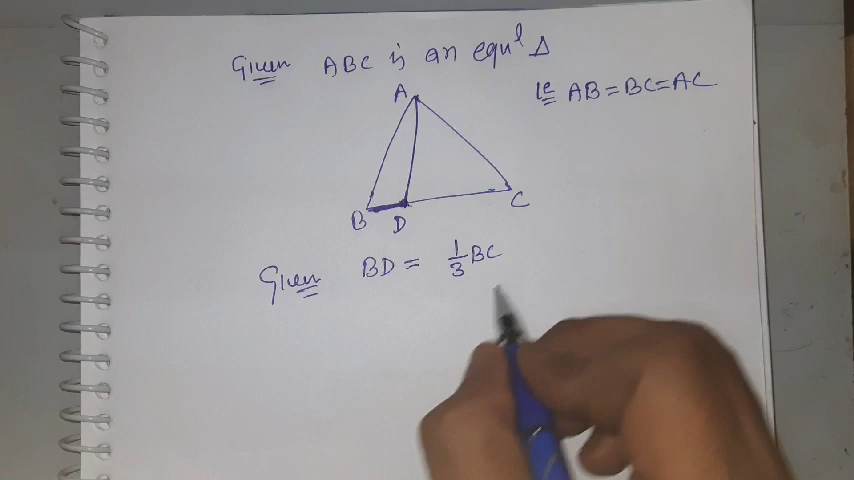 Given ABC is an equl Δ
ie AB=BC=AC
A
B D C
Given BD = 1/3 BC